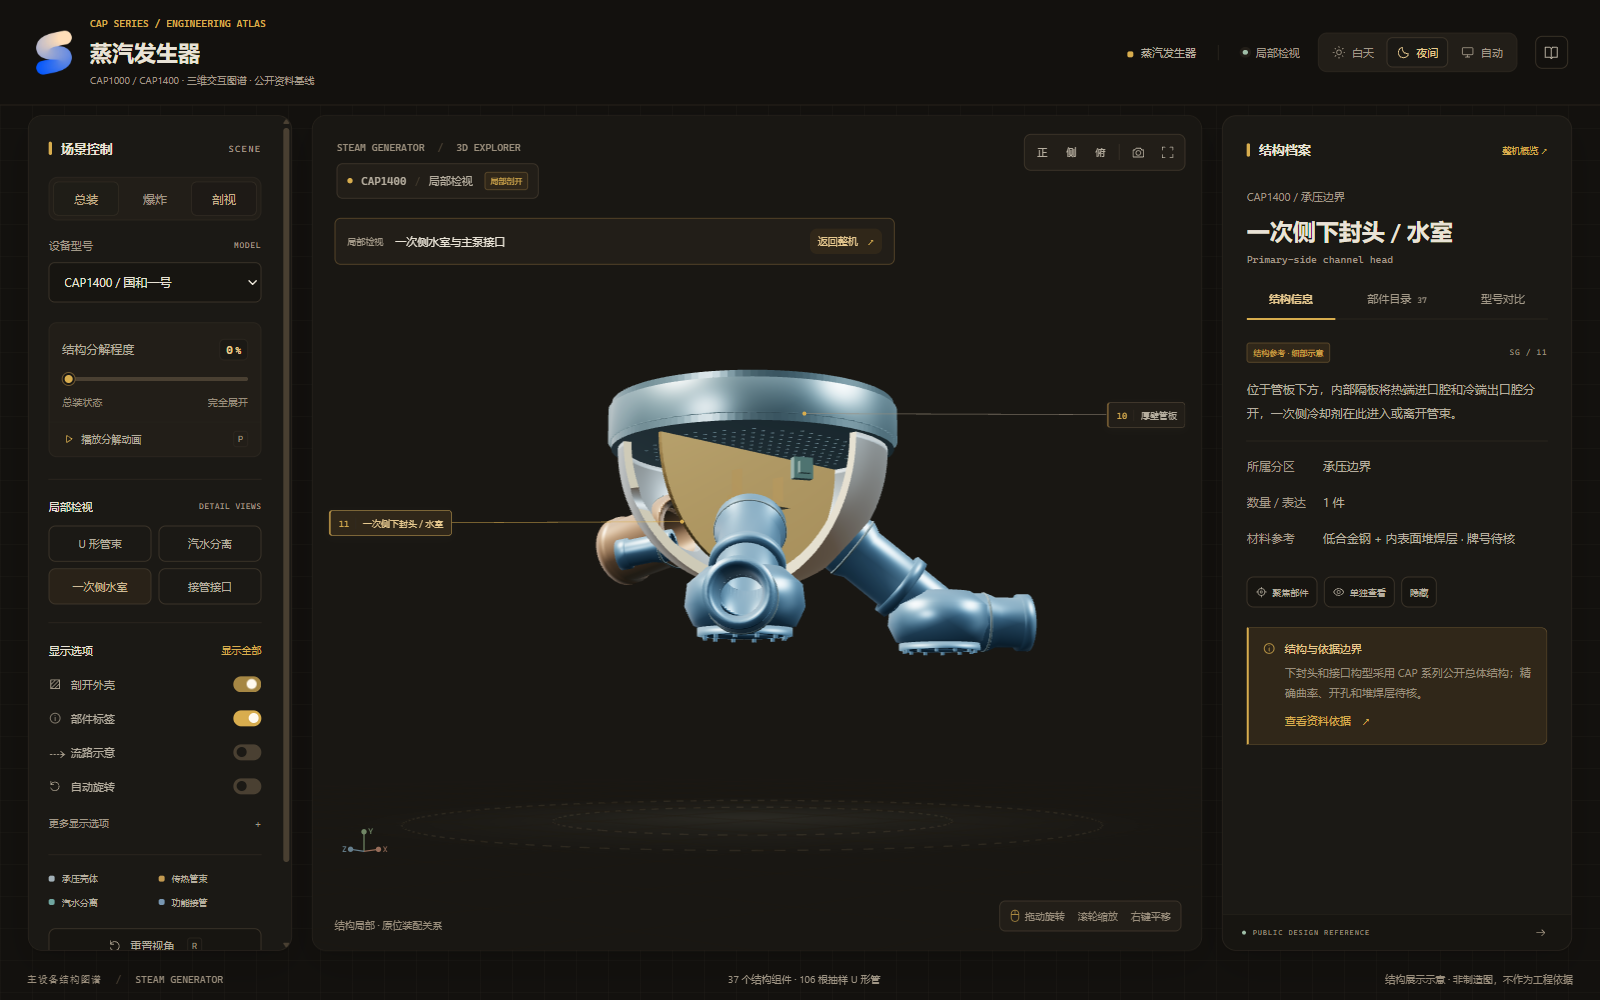 CAP SERIES / ENGINEERING ATLAS
蒸汽发生器
CAP1000 / CAP1400 · 三维交互图谱 · 公开资料基线
蒸汽发生器
局部检视
白天
夜间
自动
场景控制
SCENE
总装
爆炸
剖视
设备型号
MODEL
CAP1400 / 国和一号
结构分解程度
0%
总装状态
完全展开
播放分解动画
P
局部检视
DETAIL VIEWS
U 形管束
汽水分离
一次侧水室
接管接口
显示选项
显示全部
剖开外壳
部件标签
流路示意
自动旋转
更多显示选项
+
承压壳体
传热管束
汽水分离
功能接管
重置视角
R
STEAM GENERATOR / 3D EXPLORER
CAP1400 / 局部检视 局部剖开
正
侧
俯
局部检视 一次侧水室与主泵接口
返回整机 ↗
10 厚壁管板
11 一次侧下封头 / 水室
Y
Z
X
结构局部 · 原位装配关系
拖动旋转 滚轮缩放 右键平移
结构档案
整机概览 ↗
CAP1400 / 承压边界
一次侧下封头 / 水室
Primary-side channel head
结构信息
部件目录 37
型号对比
结构参考 · 细部示意
SG / 11
位于管板下方，内部隔板将热端进口腔和冷端出口腔分
开，一次侧冷却剂在此进入或离开管束。
所属分区 承压边界
数量 / 表达 1 件
材料参考 低合金钢 + 内表面堆焊层 · 牌号待核
聚焦部件
单独查看
隐藏
结构与依据边界
下封头和接口构型采用 CAP 系列公开总体结构；精
确曲率、开孔和堆焊层待核。
查看资料依据 ↗
PUBLIC DESIGN REFERENCE →
主设备结构图谱 / STEAM GENERATOR
37 个结构组件 · 106 根抽样 U 形管
结构展示示意 · 非制造图，不作为工程依据